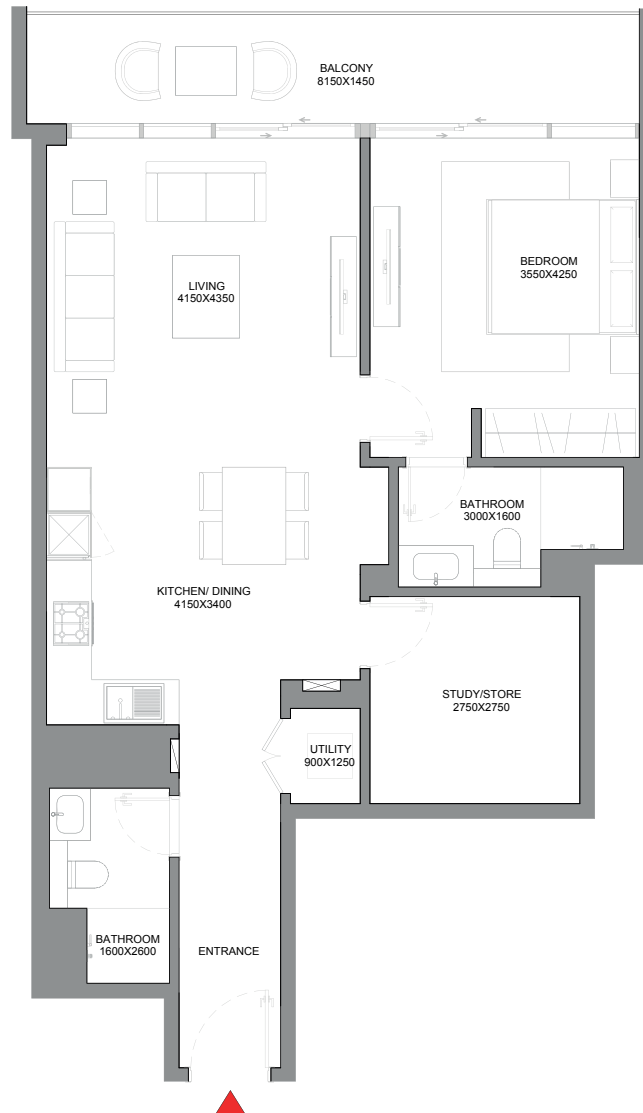 BALCONY
8150X1450
LIVING
4150X4350
BEDROOM
3550X4250
BATHROOM
3000X1600
KITCHEN/ DINING
4150X3400
STUDY/STORE
2750X2750
UTILITY
900X1250
BATHROOM
1600X2600
ENTRANCE